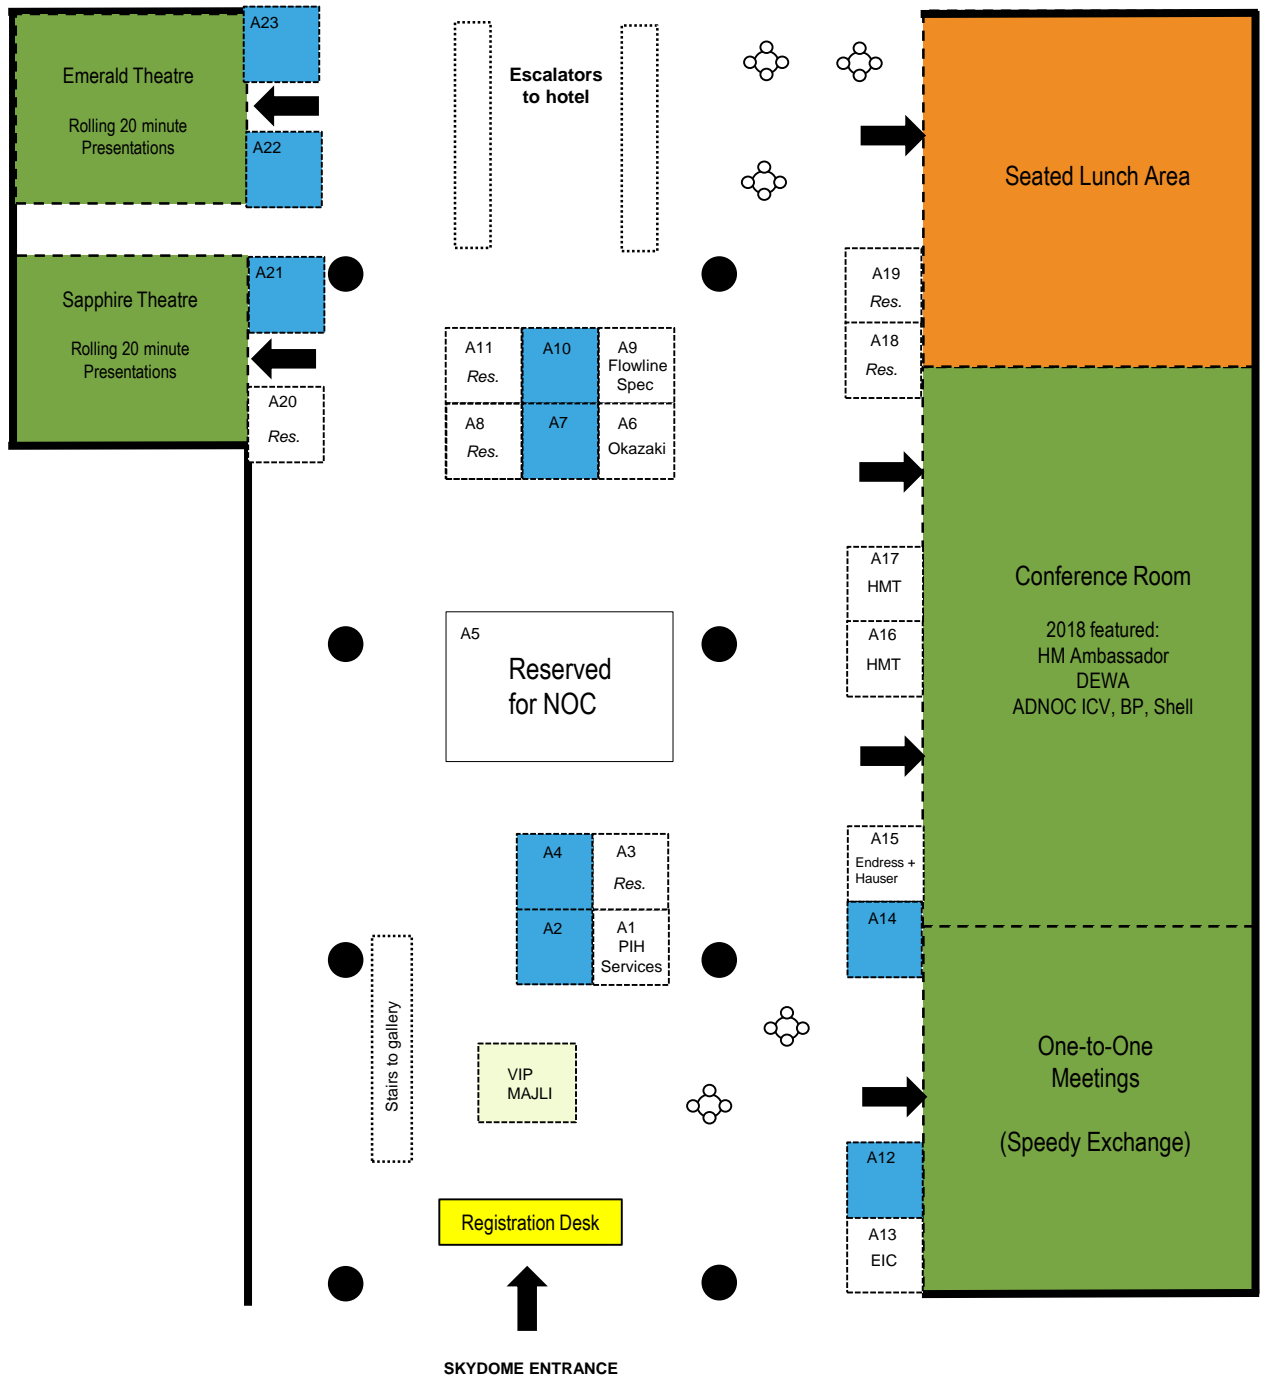 A23
Emerald Theatre
Rolling 20 minute
Presentations
A22
Escalators
to hotel
Seated Lunch Area
A21
Sapphire Theatre
Rolling 20 minute
Presentations
A20
Res.
A19
Res.
A18
Res.
A11
Res.
A10
A9
Flowline
Spec
A8
Res.
A7
A6
Okazaki
A17
HMT
A16
HMT
Conference Room
2018 featured:
HM Ambassador
DEWA
ADNOC ICV, BP, Shell
A5
Reserved
for NOC
A4
A3
Res.
A15
Endress +
Hauser
A2
A1
PIH
Services
A14
Stairs to gallery
VIP
MAJLI
One-to-One
Meetings
(Speedy Exchange)
A12
A13
EIC
Registration Desk
SKYDOME ENTRANCE